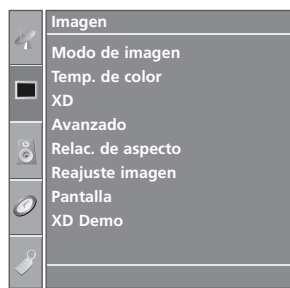 Imagen
Modo de imagen
Temp. de color
XD
Avanzado
Relac. de aspecto
Reajuste imagen
Pantalla
XD Demo